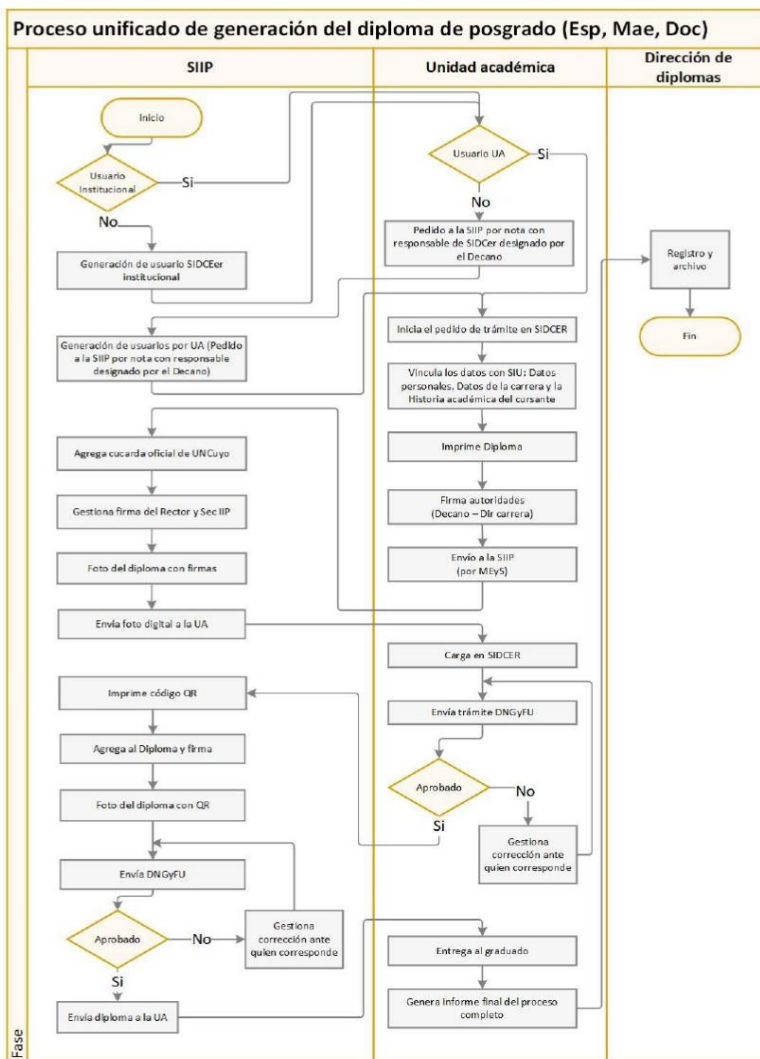 Proceso unificado de generación del diploma de posgrado (Esp, Mae, Doc)
SIIP
Unidad académica
Dirección de
diplomas
Inicio
Usuario
Institucional
Si
No
Generación de usuario SIDCEer
institucional
Generación de usuarios por UA (Pedido
a la SIIP por nota con responsable
designado por el Decano)
Usuario UA
Si
No
Pedido a la SIIP por nota con
responsable de SIDCer designado por
el Decano
Inicia el pedido de trámite en SIDCER
Vincula los datos con SIU: Datos
personales, Datos de la carrera y la
Historia académica del cursante
Imprime Diploma
Firma autoridades
(Decano – Dir carrera)
Envío a la SIIP
(por MEyS)
Agrega cucarda oficial de UNCuyo
Gestiona firma del Rector y Sec IIP
Foto del diploma con firmas
Envía foto digital a la UA
Carga en SIDCER
Envía trámite DNGyFU
Aprobado
No
Si
Gestiona
corrección ante
quien corresponde
Imprime código QR
Agrega al Diploma y firma
Foto del diploma con QR
Envía DNGyFU
Aprobado
No
Gestiona
corrección ante
quien corresponde
Si
Envía diploma a la UA
Entrega al graduado
Genera informe final del proceso
completo
Registro y
archivo
Fin
Fase